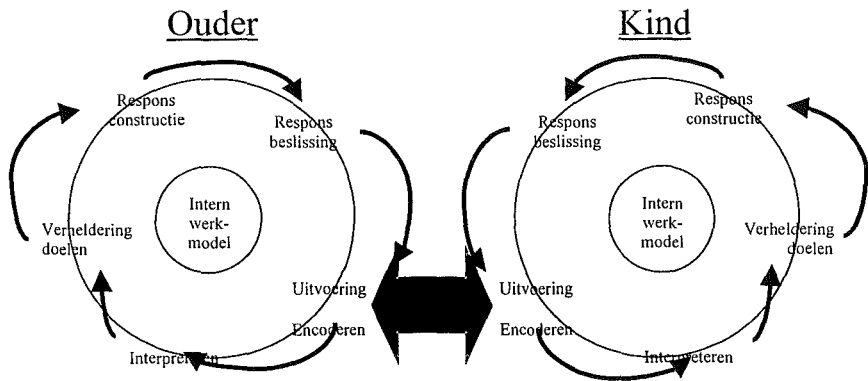 Ouder
Respons
constructie
Respons
beslissing
Intern
werk-
model
Verheldering
doelen
Uitvoering
Encoderen
Interpreteren
Kind
Respons
constructie
Respons
beslissing
Intern
werk-
model
Verheldering
doelen
Uitvoering
Encoderen
Interpreteren